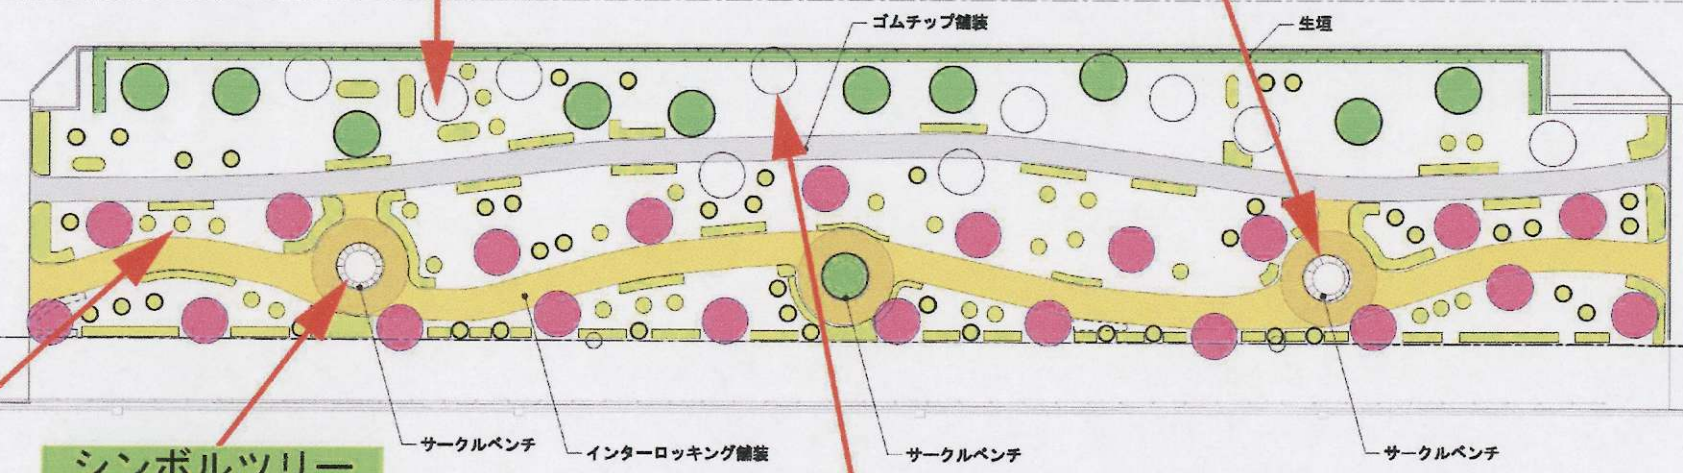 ゴムチップ舗装
生垣
サークルベンチ
インターロッキング舗装
サークルベンチ
サークルベンチ
シンボルツリー